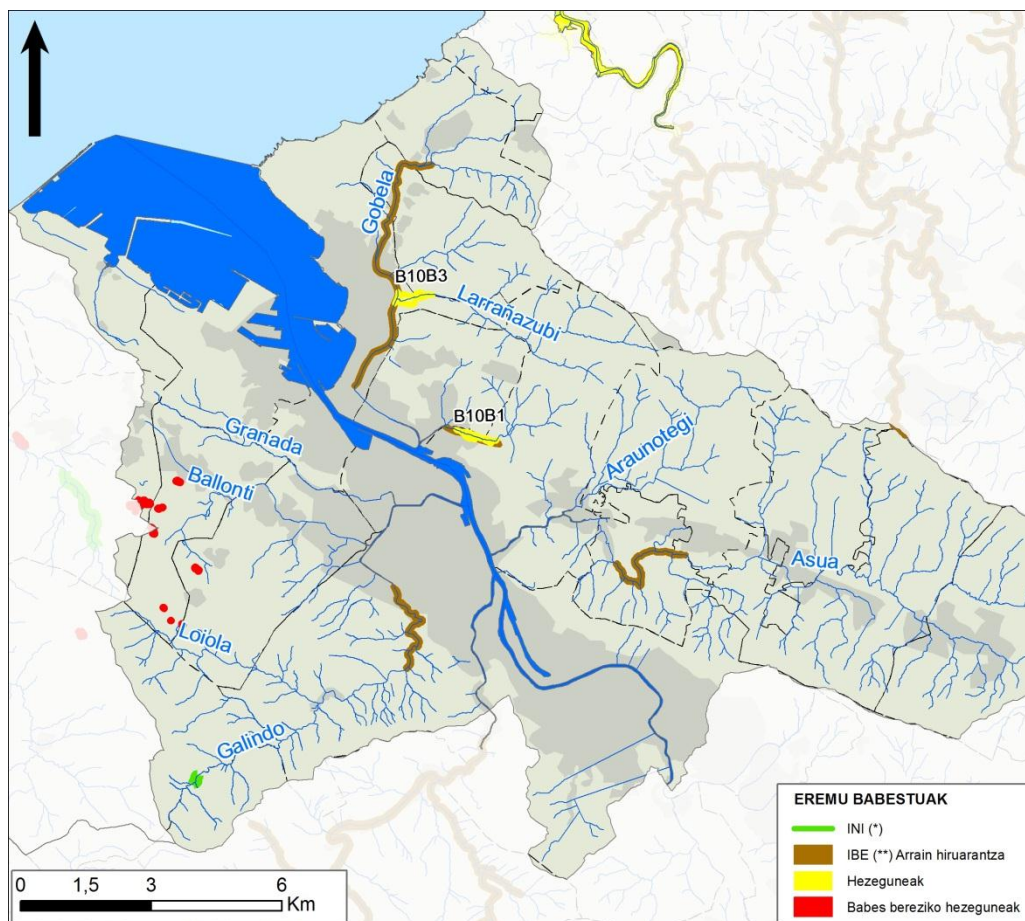 Gobela
B10B3
Larrañazubi
B10B1
Granada
Araunotegi
Ballonti
Asua
Loiola
Galindo
EREMU BABESTUAK
INI (*)
IBE (**) Arrain hiruarantza
Hezeguneak
Babes bereziko hezeguneak
0 1,5 3 6
Km